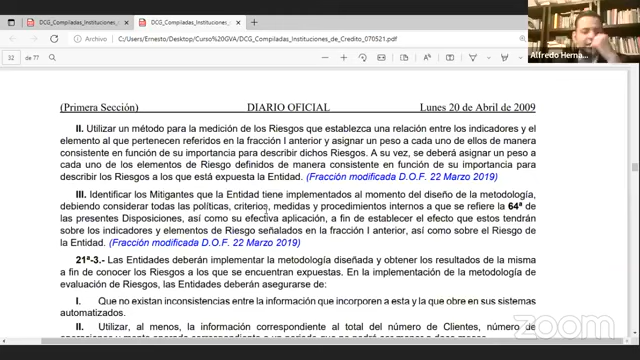 DCG_Compiladas_Instituciones_
DCG_Compiladas_Instituciones_
Archivo
C:/Users/Ernesto/Desktop/Curso%20GVA/DCG_Compiladas_Instituciones_de_Credito_070521.pdf
32 de 77
Alfredo Herna...
(Primera Sección) DIARIO OFICIAL Lunes 20 de Abril de 2009
II. Utilizar un método para la medición de los Riesgos que establezca una relación entre los indicadores y el
elemento al que pertenecen referidos en la fracción I anterior y asignar un peso a cada uno de ellos de manera
consistente en función de su importancia para describir dichos Riesgos. A su vez, se deberá asignar un peso a
cada uno de los elementos de Riesgo definidos de manera consistente en función de su importancia para
describir los Riesgos a los que está expuesta la Entidad. (Fracción modificada D.O.F. 22 Marzo 2019)
III. Identificar los Mitigantes que la Entidad tiene implementados al momento del diseño de la metodología,
debiendo considerar todas las políticas, criterios, medidas y procedimientos internos a que se refiere la 64ª de
las presentes Disposiciones, así como su efectiva aplicación, a fin de establecer el efecto que estos tendrán
sobre los indicadores y elementos de Riesgo señalados en la fracción I anterior, así como sobre el Riesgo de
la Entidad. (Fracción modificada D.O.F. 22 Marzo 2019)
21ª-3.- Las Entidades deberán implementar la metodología diseñada y obtener los resultados de la misma
a fin de conocer los Riesgos a los que se encuentran expuestas. En la implementación de la metodología de
evaluación de Riesgos, las Entidades deberán asegurarse de:
I. Que no existan inconsistencias entre la información que incorporen a esta y la que obre en sus sistemas
automatizados.
II. Utilizar, al menos, la información correspondiente al total del número de Clientes, número de
zoom